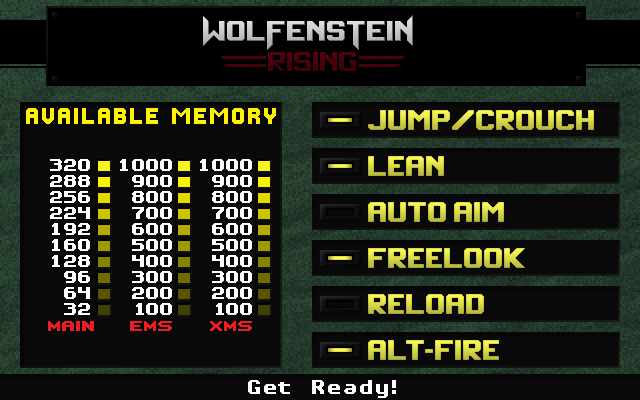 WOLFENSTEIN
RISING
AVAILABLE MEMORY
320 1000 1000
288 900 900
256 800 800
224 700 700
192 600 600
160 500 500
128 400 400
96 300 300
64 200 200
32 100 100
MAIN EMS XMS
JUMP/CROUCH
LEAN
AUTO AIM
FREELOOK
RELOAD
ALT-FIRE
Get Ready!